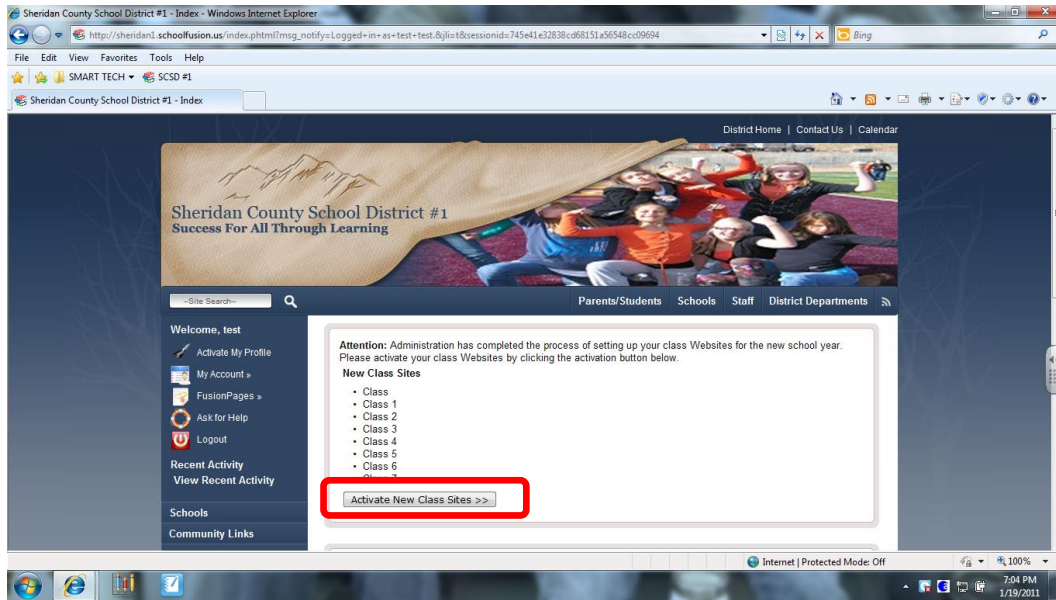 Sheridan County School District #1 - Index - Windows Internet Explorer
http://sheridan1.schoolfusion.us/index.phtml?msg_notify=Logged+in+as+test+test.&jli=t&sessionid=745e41e32838cd68151a56548cc09694
Bing
File Edit View Favorites Tools Help
SMART TECH SCSD #1
Sheridan County School District #1 - Index
District Home | Contact Us | Calendar
Sheridan County School District #1
Success For All Through Learning
--Site Search--
Parents/Students Schools Staff District Departments
Welcome, test
Activate My Profile
My Account »
FusionPages »
Ask for Help
Logout
Recent Activity
View Recent Activity
Schools
Community Links
Attention: Administration has completed the process of setting up your class Websites for the new school year.
Please activate your class Websites by clicking the activation button below.
New Class Sites
• Class
• Class 1
• Class 2
• Class 3
• Class 4
• Class 5
• Class 6
Activate New Class Sites >>
Internet | Protected Mode: Off
100%
7:04 PM
1/19/2011